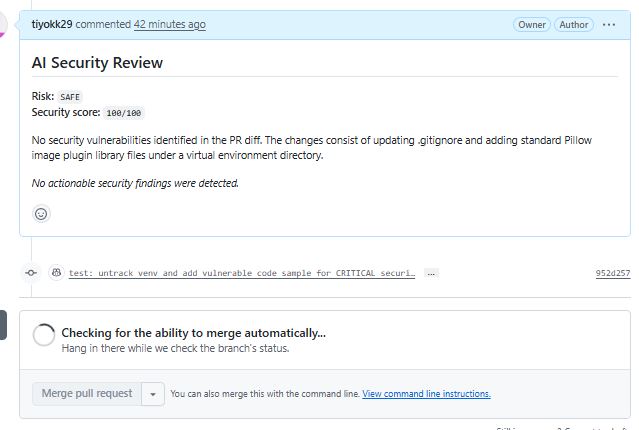 tiyokk29 commented 42 minutes ago Owner Author ...
AI Security Review
Risk: SAFE
Security score: 100/100
No security vulnerabilities identified in the PR diff. The changes consist of updating .gitignore and adding standard Pillow
image plugin library files under a virtual environment directory.
No actionable security findings were detected.
test: untrack venv and add vulnerable code sample for CRITICAL securi… ... 952d257
Checking for the ability to merge automatically...
Hang in there while we check the branch's status.
Merge pull request You can also merge this with the command line. View command line instructions.